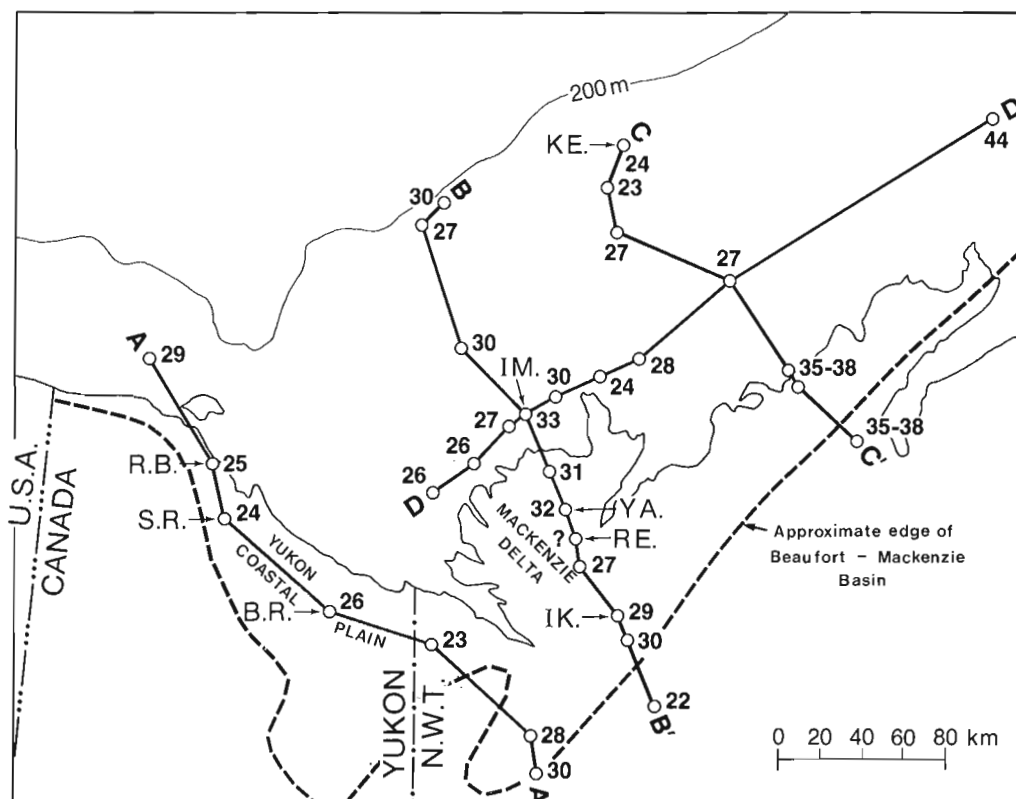 200m
KE.
C
24
23
27
D
44
30
B
27
27
A
29
30
IM.
30
24
28
33
27
26
26
D
35-38
35-38
C'
R.B.
25
S.R.
24
31
32
YA.
?
RE.
27
MACKENZIE
DELTA
Approximate edge of
Beaufort – Mackenzie
Basin
U.S.A.
CANADA
YUKON
COASTAL
PLAIN
B.R.
26
23
IK.
29
30
22
B'
YUKON
N.W.T.
28
30
A
0 20 40 60 80 km